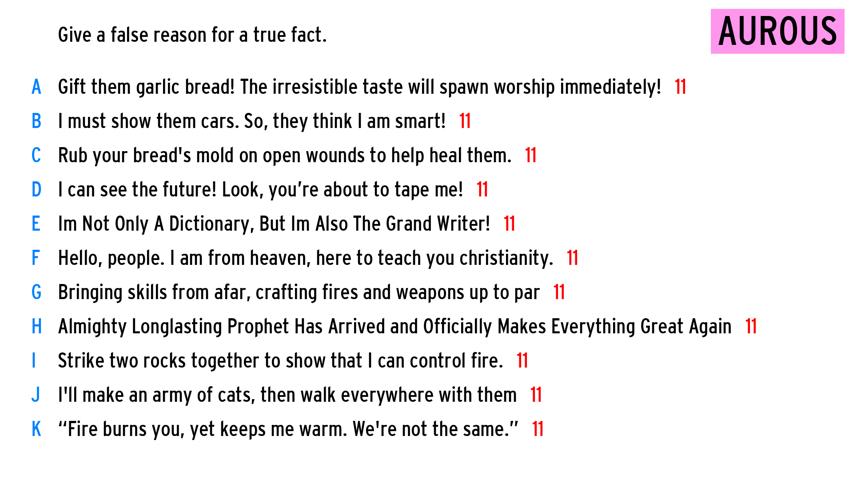 Give a false reason for a true fact.
AUROUS
A Gift them garlic bread! The irresistible taste will spawn worship immediately! 11
B I must show them cars. So, they think I am smart! 11
C Rub your bread's mold on open wounds to help heal them. 11
D I can see the future! Look, you’re about to tape me! 11
E Im Not Only A Dictionary, But Im Also The Grand Writer! 11
F Hello, people. I am from heaven, here to teach you christianity. 11
G Bringing skills from afar, crafting fires and weapons up to par 11
H Almighty Longlasting Prophet Has Arrived and Officially Makes Everything Great Again 11
I Strike two rocks together to show that I can control fire. 11
J I'll make an army of cats, then walk everywhere with them 11
K “Fire burns you, yet keeps me warm. We're not the same.” 11